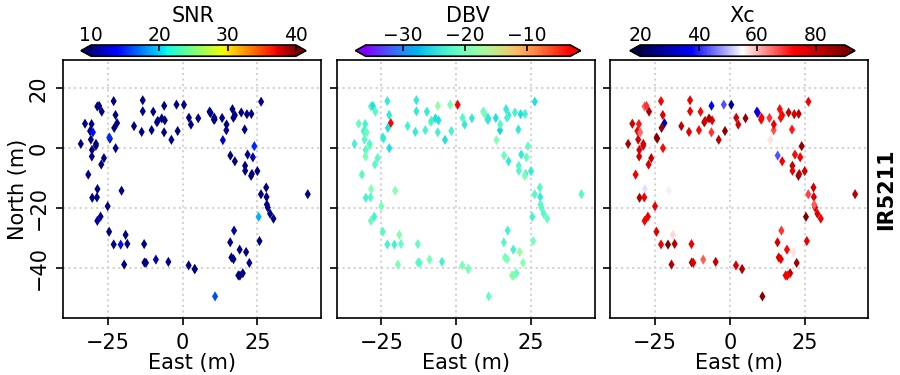 SNR DBV Xc
10 20 30 40 −30 −20 −10 20 40 60 80
North (m)
20
0
−20
−40
−25 0 25 −25 0 25 −25 0 25
East (m) East (m) East (m)
IR5211